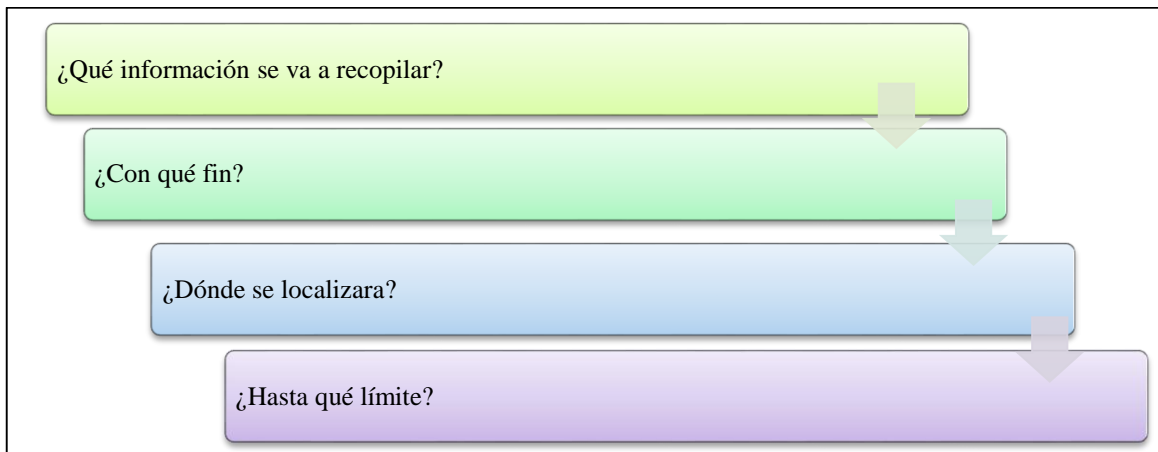 ¿Qué información se va a recopilar?
¿Con qué fin?
¿Dónde se localizara?
¿Hasta qué límite?